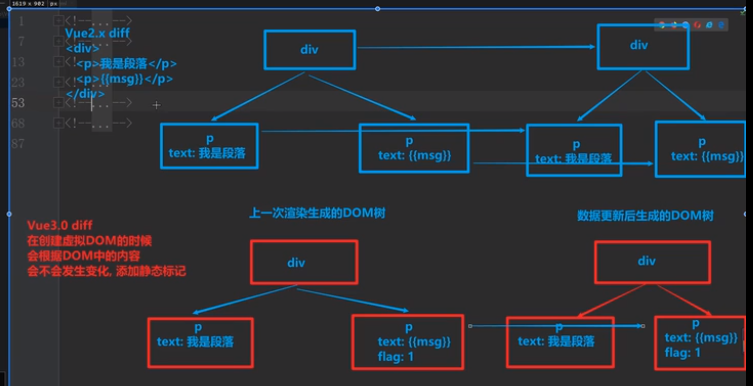 1619 x 902 px
1 <!--...-->
7 <!--...-->
13 <!--...-->
23 <!--...-->
53 <!--...-->
68 <!--...-->
87
Vue2.x diff
<div>
<p>我是段落</p>
<p>{{msg}}</p>
</div>
div
div
p
text: 我是段落
p
text: {{msg}}
p
text: 我是段落
p
text: {{msg}}
上一次渲染生成的DOM树
数据更新后生成的DOM树
Vue3.0 diff
在创建虚拟DOM的时候
会根据DOM中的内容
会不会发生变化, 添加静态标记
div
div
p
text: 我是段落
p
text: {{msg}}
flag: 1
p
text: 我是段落
p
text: {{msg}}
flag: 1